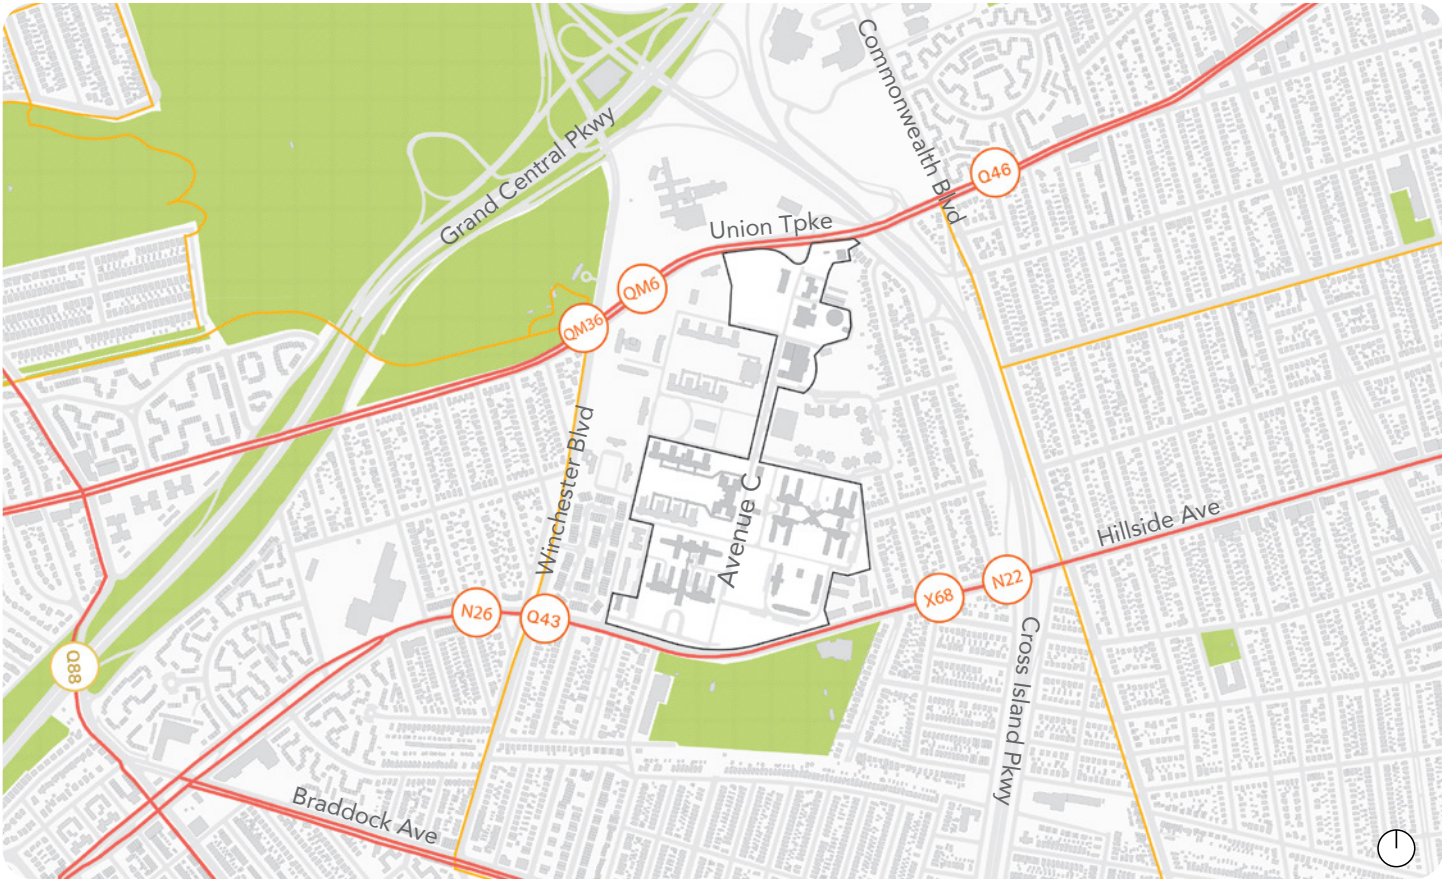 Commonwealth Blvd
Grand Central Pkwy
Q46
Union Tpke
QM6
QM36
Winchester Blvd
Avenue C
Hillside Ave
N22
X68
N26
Q43
Q88
Cross Island Pkwy
Braddock Ave